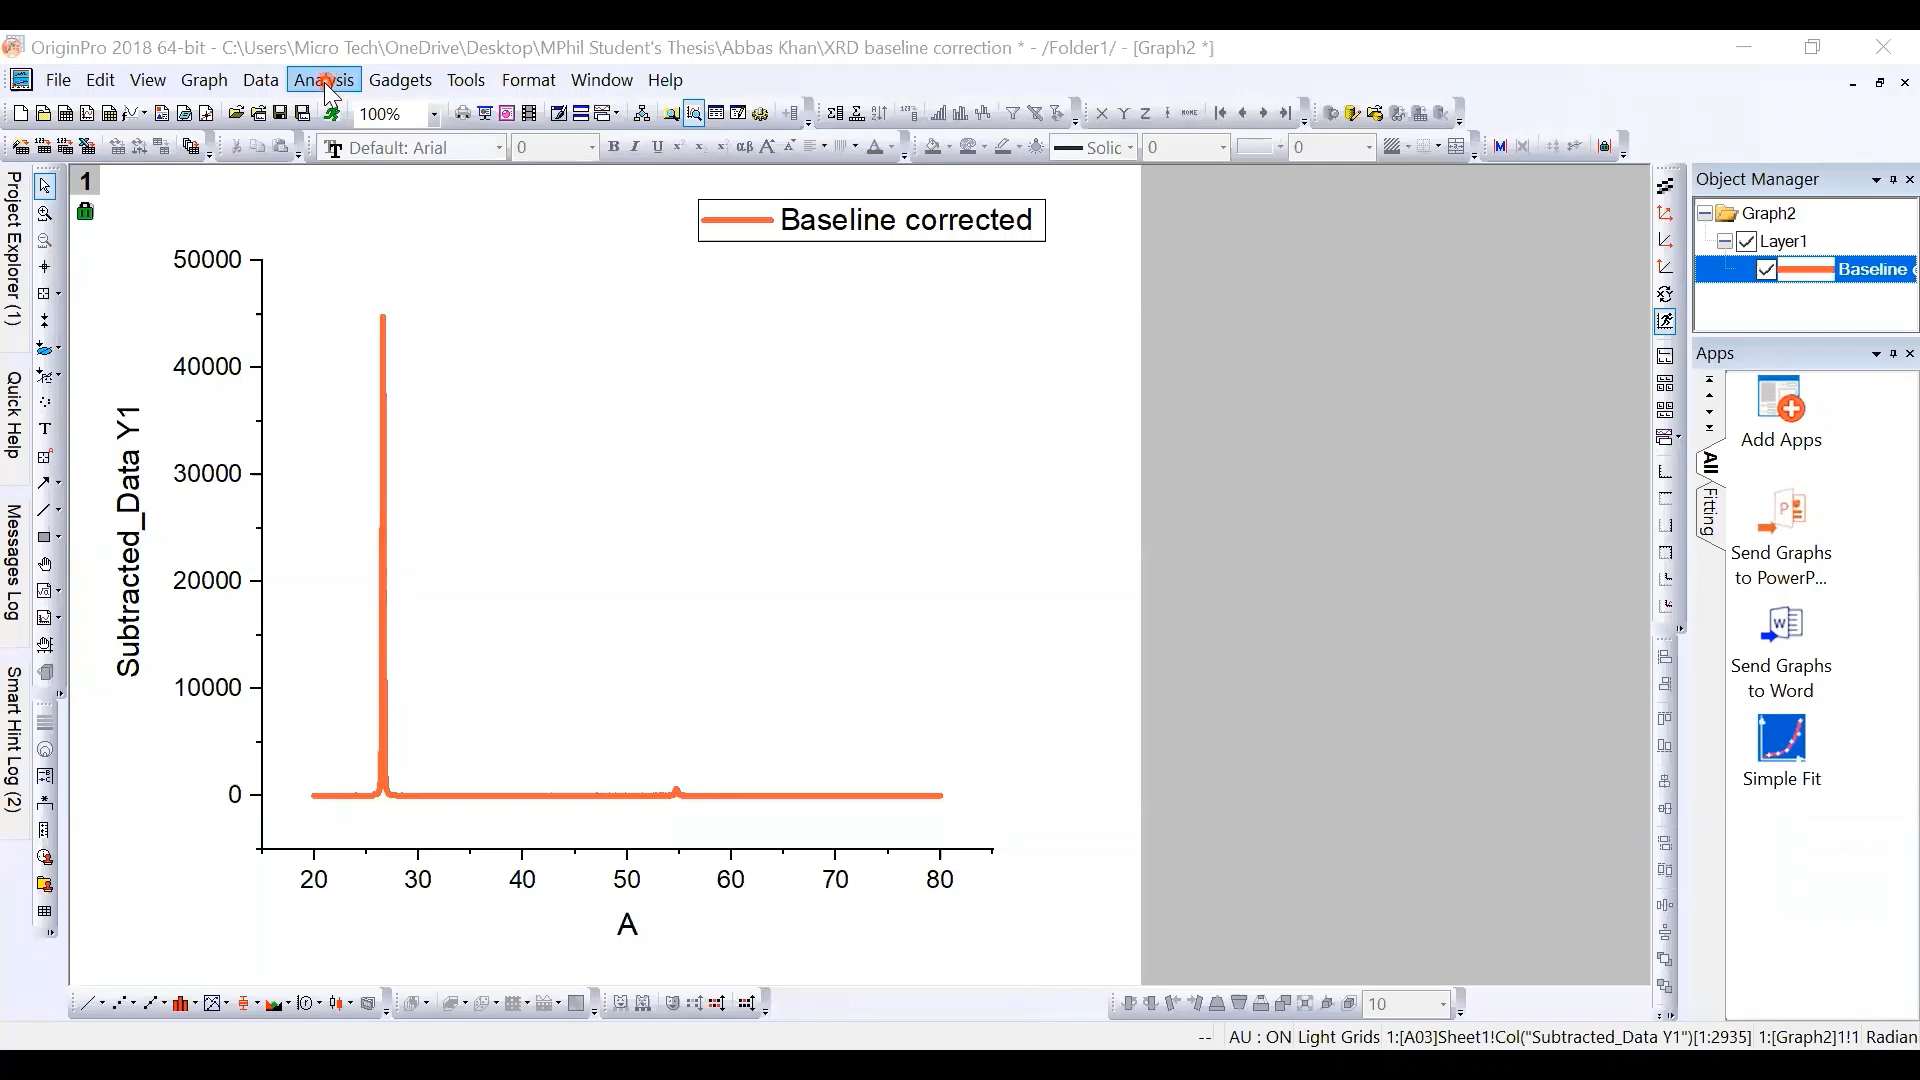 OriginPro 2018 64-bit - C:\Users\Micro Tech\OneDrive\Desktop\MPhil Student's Thesis\Abbas Khan\XRD baseline correction * - /Folder1/ - [Graph2 *]
File Edit View Graph Data Analysis Gadgets Tools Format Window Help
100%
Default: Arial 0 B I U αβ A A A Solic 0 0
Project Explorer (1)
Quick Help
Messages Log
Smart Hint Log (2)
1
Baseline corrected
Subtracted_Data Y1
50000
40000
30000
20000
10000
0
20 30 40 50 60 70 80
A
Object Manager
Graph2
Layer1
Baseline c
Apps
All
Fitting
Add Apps
Send Graphs
to PowerP...
Send Graphs
to Word
Simple Fit
10
-- AU : ON Light Grids 1:[A03]Sheet1!Col("Subtracted_Data Y1")[1:2935] 1:[Graph2]1!1 Radian